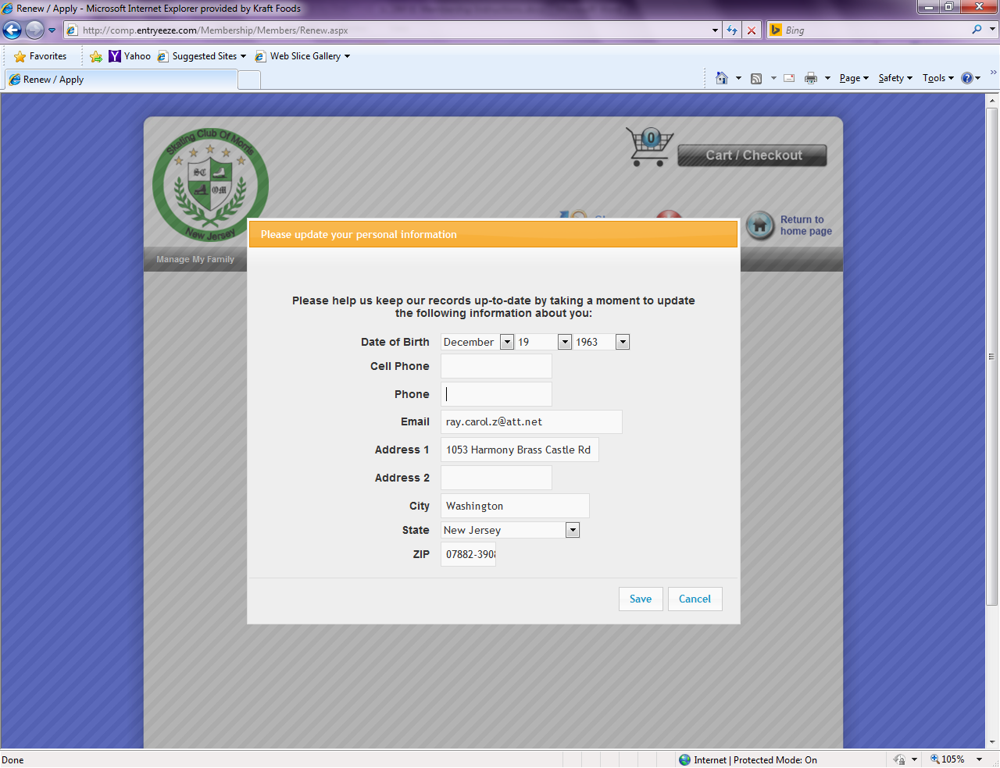 Renew / Apply - Microsoft Internet Explorer provided by Kraft Foods
http://comp.entryeeze.com/Membership/Members/Renew.aspx
Bing
Favorites Yahoo Suggested Sites Web Slice Gallery
Renew / Apply
Page Safety Tools
Skating Club Of Morris
SC
OM
New Jersey
0
Cart / Checkout
Return to
home page
Manage My Family
Please update your personal information
Please help us keep our records up-to-date by taking a moment to update
the following information about you:
Date of Birth December 19 1963
Cell Phone
Phone
Email ray.carol.z@att.net
Address 1 1053 Harmony Brass Castle Rd
Address 2
City Washington
State New Jersey
ZIP 07882-3908
Save Cancel
Done Internet | Protected Mode: On 105%